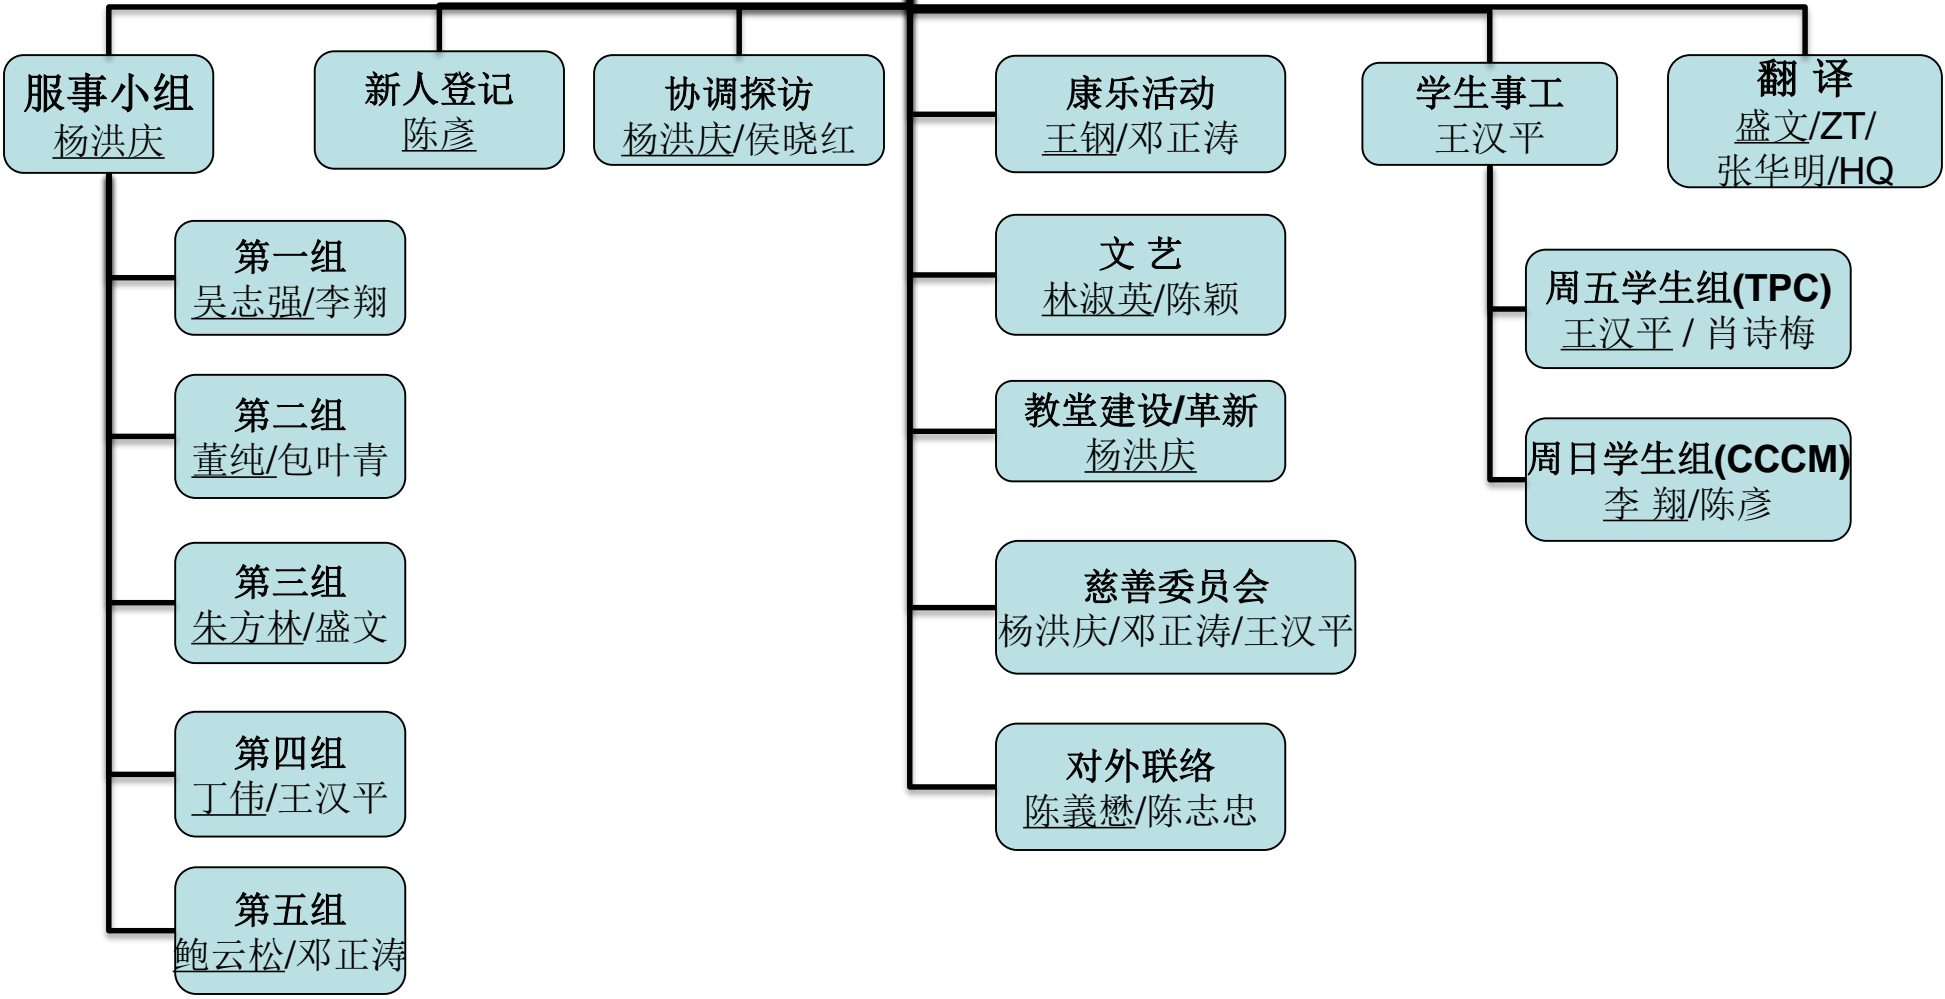 服事小组
杨洪庆
新人登记
陈彥
协调探访
杨洪庆/侯晓红
康乐活动
王钢/邓正涛
学生事工
王汉平
翻 译
盛文/ZT/
张华明/HQ
第一组
吴志强/李翔
第二组
董纯/包叶青
第三组
朱方林/盛文
第四组
丁伟/王汉平
第五组
鲍云松/邓正涛
文 艺
林淑英/陈颖
教堂建设/革新
杨洪庆
慈善委员会
杨洪庆/邓正涛/王汉平
对外联络
陈義懋/陈志忠
周五学生组(TPC)
王汉平 / 肖诗梅
周日学生组(CCCM)
李 翔/陈彥